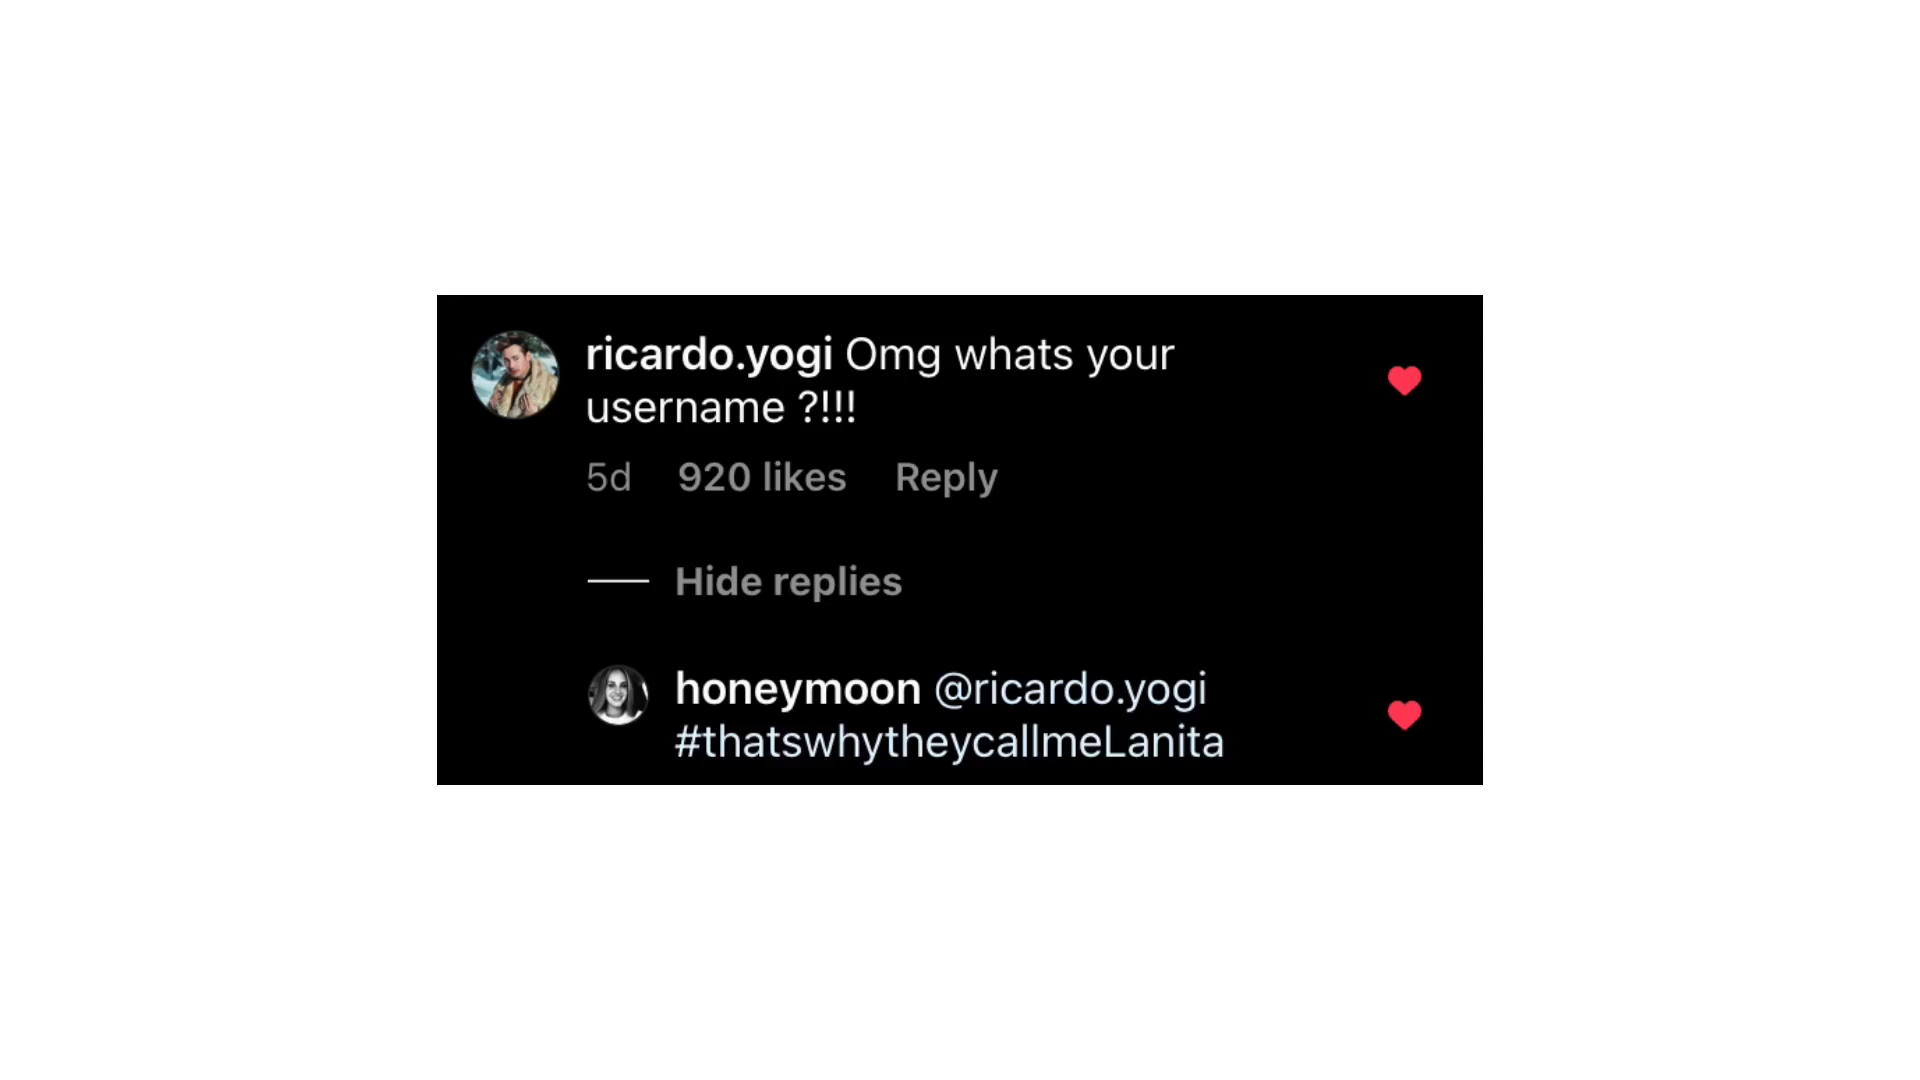 ricardo.yogi Omg whats your
username ?!!!
5d 920 likes Reply
Hide replies
honeymoon @ricardo.yogi
#thatswhytheycallmeLanita